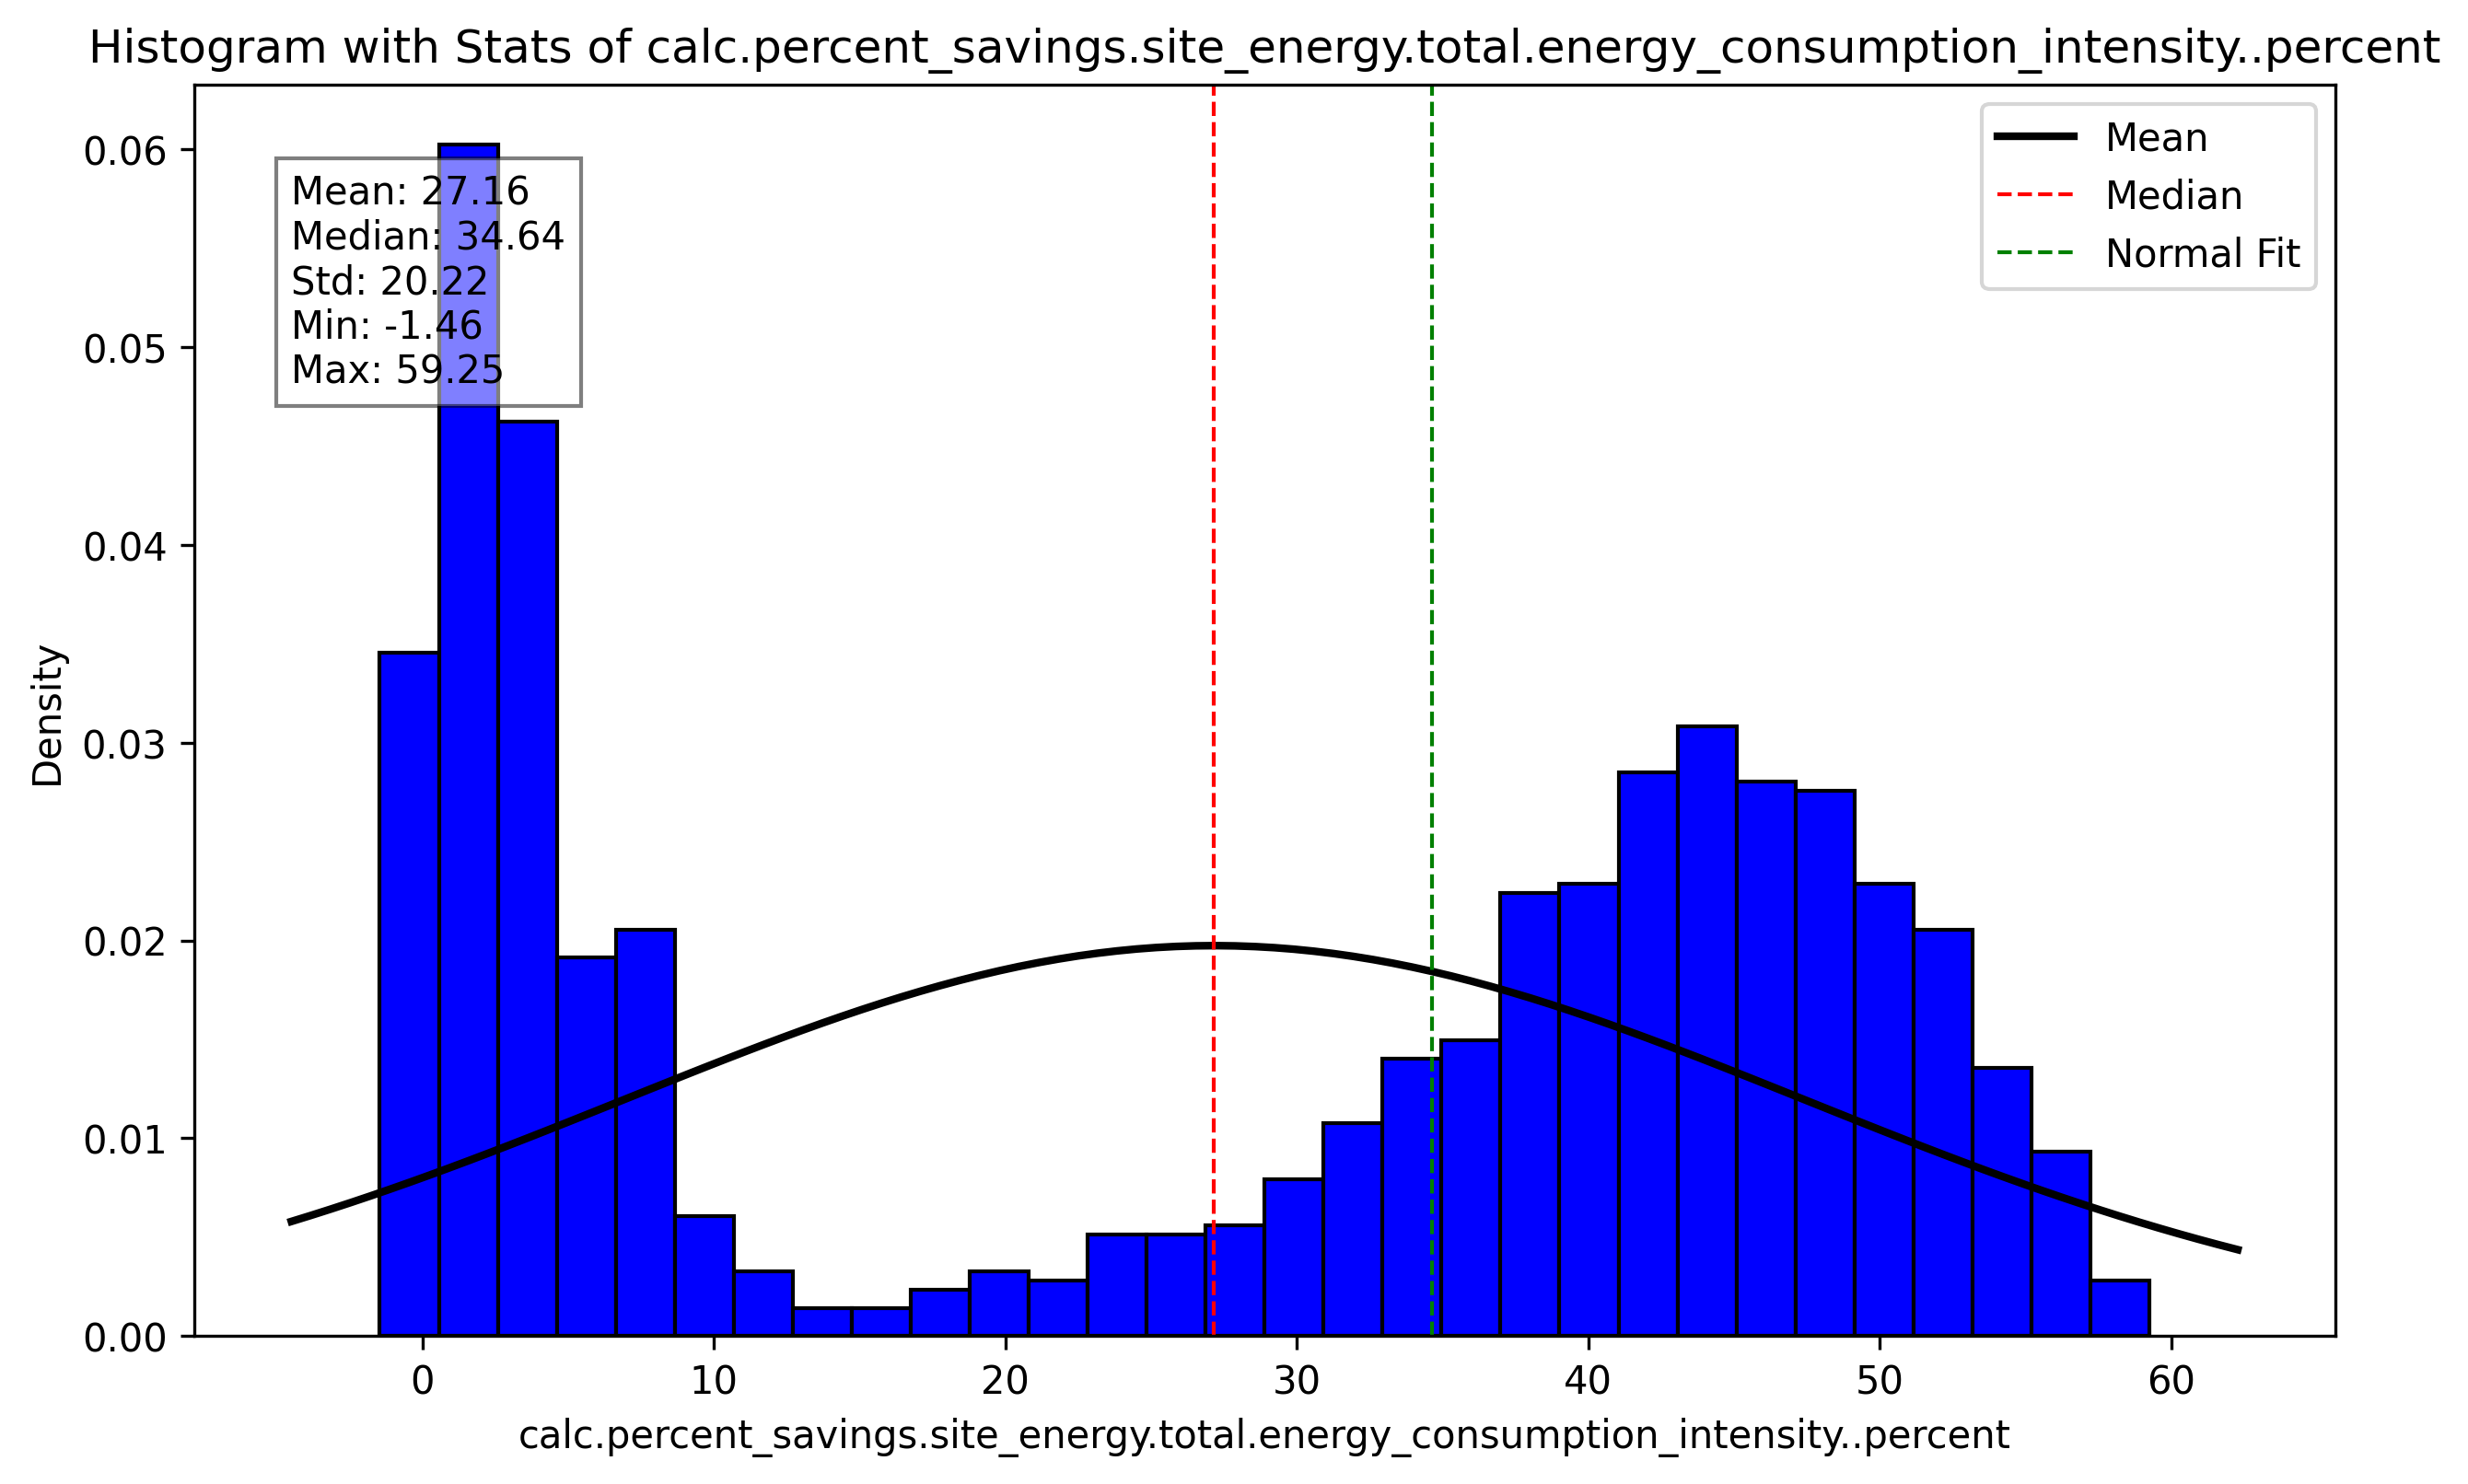 Histogram with Stats of calc.percent_savings.site_energy.total.energy_consumption_intensity..percent
Mean
Median
Normal Fit
Mean: 27.16
Median: 34.64
Std: 20.22
Min: -1.46
Max: 59.25
0.06
0.05
0.04
0.03
0.02
0.01
0.00
Density
0
10
20
30
40
50
60
calc.percent_savings.site_energy.total.energy_consumption_intensity..percent